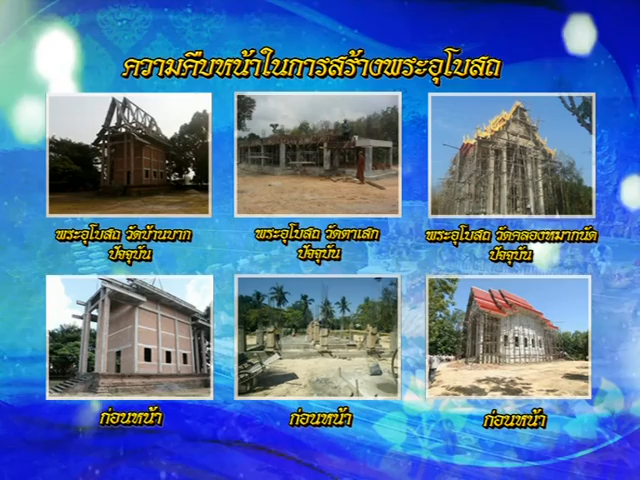 ความคืบหน้าในการสร้างพระอุโบสถ
พระอุโบสถ วัดบ้านบาก
ปัจจุบัน
พระอุโบสถ วัดตาเสก
ปัจจุบัน
พระอุโบสถ วัดคลองหมากนัด
ปัจจุบัน
ก่อนหน้า
ก่อนหน้า
ก่อนหน้า